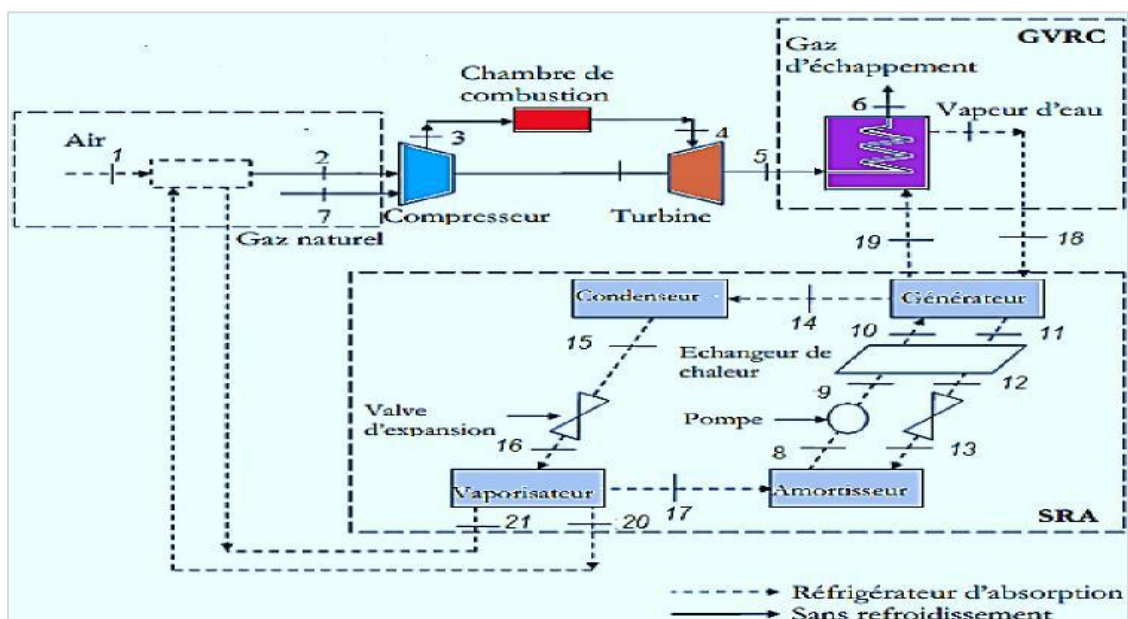 Gaz
d'échappement
GVRC
Chambre de
combustion
6
Vapeur d'eau
Air
1
2
3
4
5
7
Compresseur
Turbine
Gaz naturel
19
18
Condenseur
14
Générateur
15
10
11
Echangeur de
chaleur
9
12
Valve
d'expansion
Pompe
16
8
13
Vaporisateur
17
Amortisseur
21
20
SRA
Réfrigérateur d'absorption
Sans refroidissement